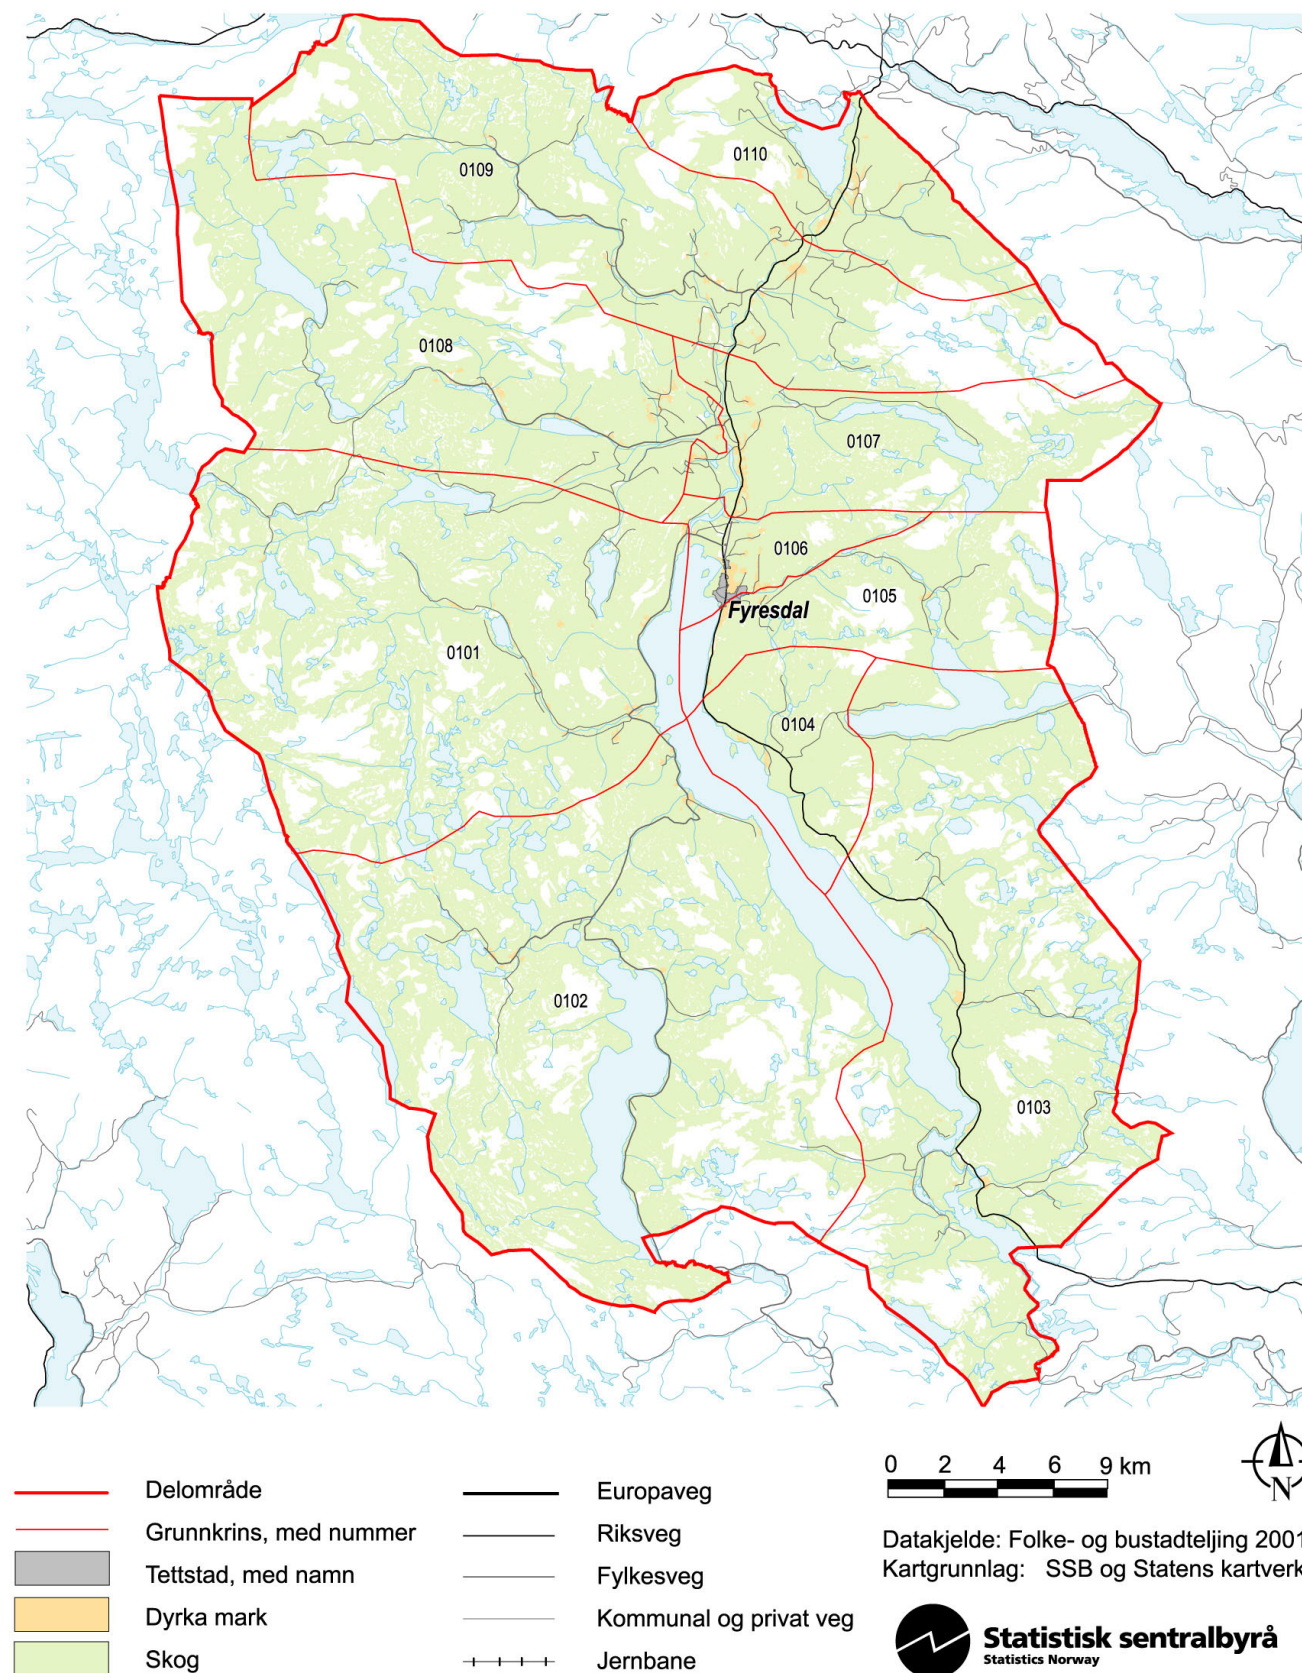 0110
0109
0108
0107
0106
0105
Fyresdal
0101
0104
0102
0103
0 2 4 6 9 km
N
Delområde
Grunnkrins, med nummer
Tettstad, med namn
Dyrka mark
Skog
Europaveg
Riksveg
Fylkesveg
Kommunal og privat veg
Jernbane
Datakjelde: Folke- og bustadteljing 2001
Kartgrunnlag: SSB og Statens kartverk
Statistisk sentralbyrå
Statistics Norway